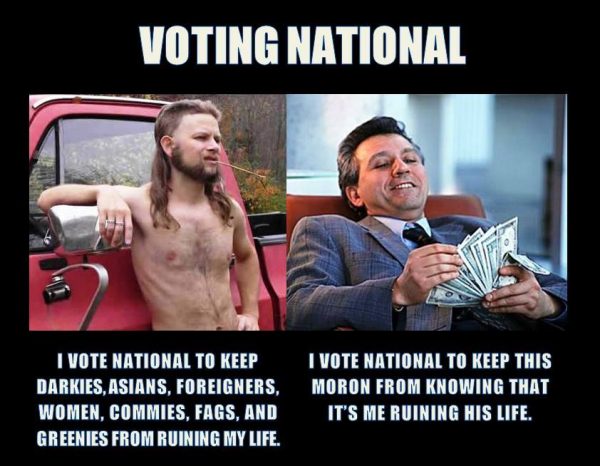 VOTING NATIONAL
I VOTE NATIONAL TO KEEP
DARKIES, ASIANS, FOREIGNERS,
WOMEN, COMMIES, FAGS, AND
GREENIES FROM RUINING MY LIFE.
I VOTE NATIONAL TO KEEP THIS
MORON FROM KNOWING THAT
IT'S ME RUINING HIS LIFE.